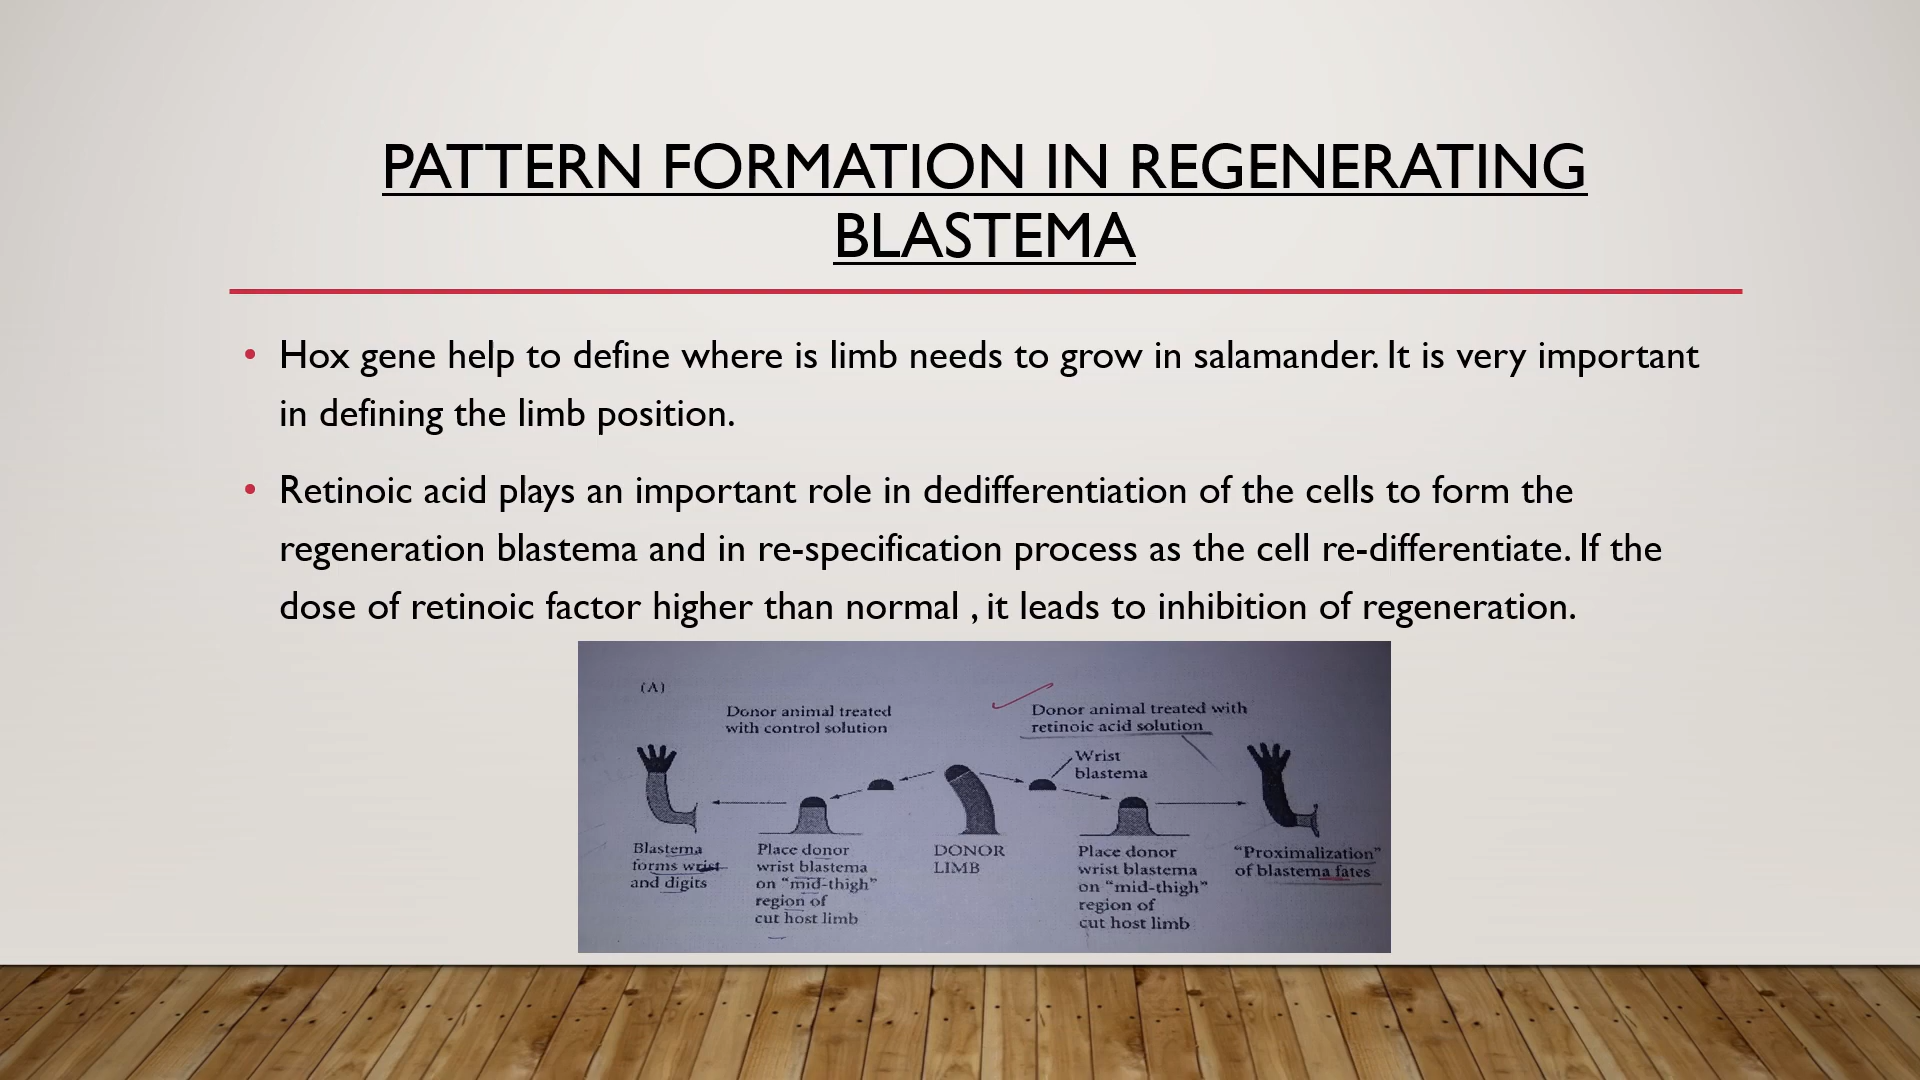 PATTERN FORMATION IN REGENERATING
BLASTEMA
• Hox gene help to define where is limb needs to grow in salamander. It is very important
in defining the limb position.
• Retinoic acid plays an important role in dedifferentiation of the cells to form the
regeneration blastema and in re-specification process as the cell re-differentiate. If the
dose of retinoic factor higher than normal , it leads to inhibition of regeneration.
(A)
Donor animal treated
with control solution
Donor animal treated with
retinoic acid solution
Wrist
blastema
Blastema
forms wrist
and digits
Place donor
wrist blastema
on “mid-thigh”
region of
cut host limb
DONOR
LIMB
Place donor
wrist blastema
on “mid-thigh”
region of
cut host limb
“Proximalization”
of blastema fates